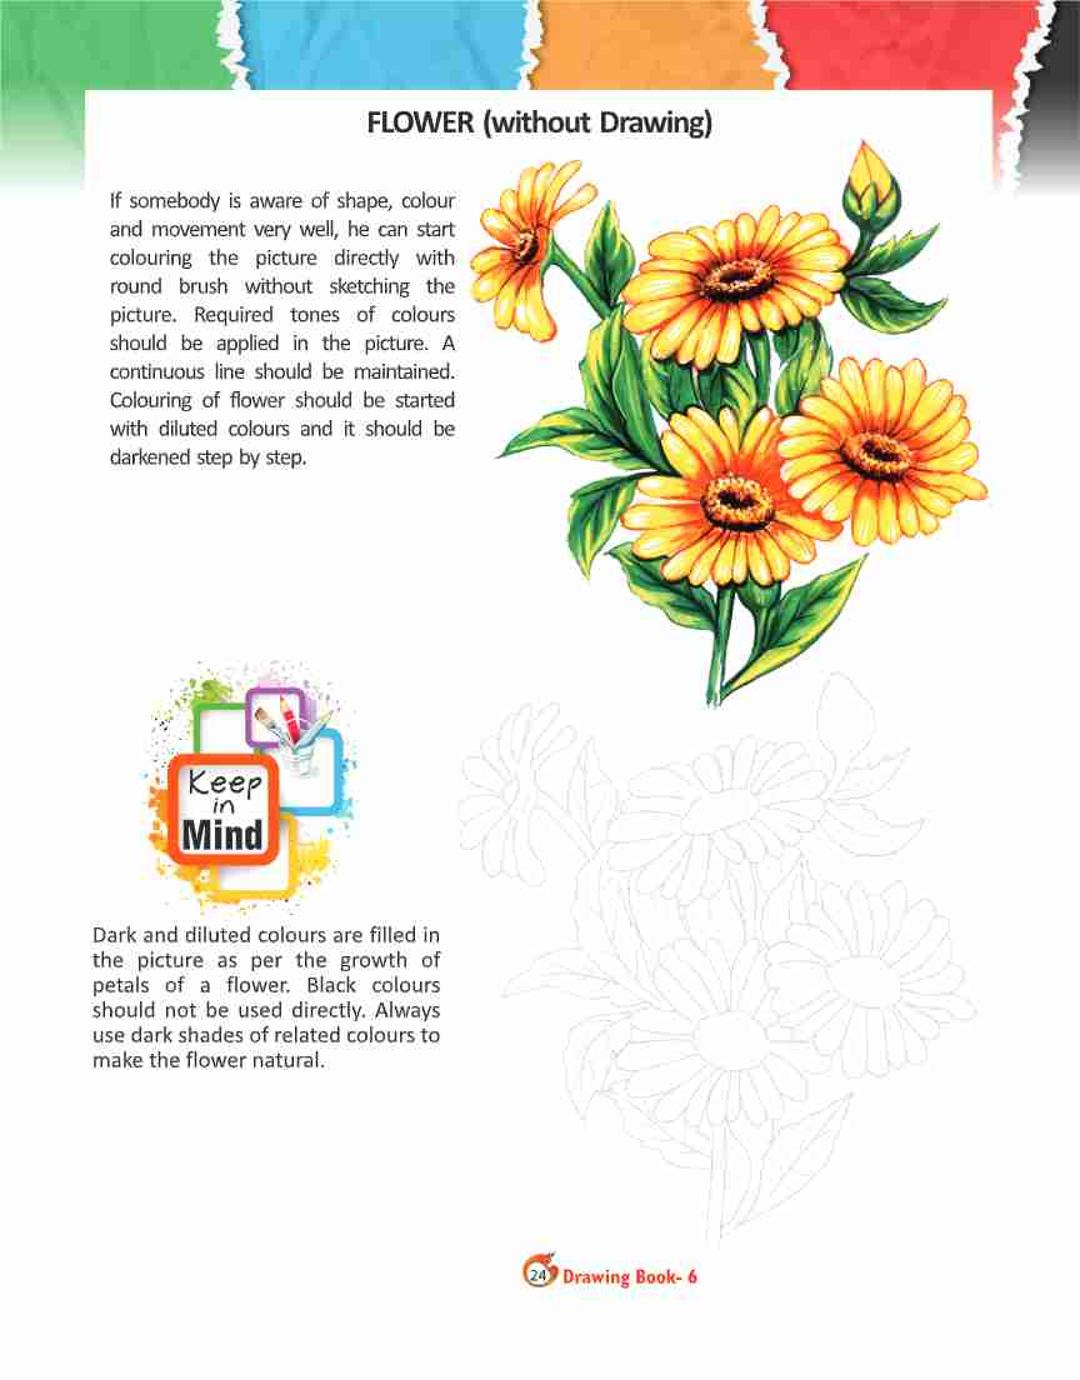 FLOWER (without Drawing)
If somebody is aware of shape, colour
and movement very well, he can start
colouring the picture directly with
round brush without sketching the
picture. Required tones of colours
should be applied in the picture. A
continuous line should be maintained.
Colouring of flower should be started
with diluted colours and it should be
darkened step by step.
Keep
in
Mind
Dark and diluted colours are filled in
the picture as per the growth of
petals of a flower. Black colours
should not be used directly. Always
use dark shades of related colours to
make the flower natural.
24 Drawing Book- 6